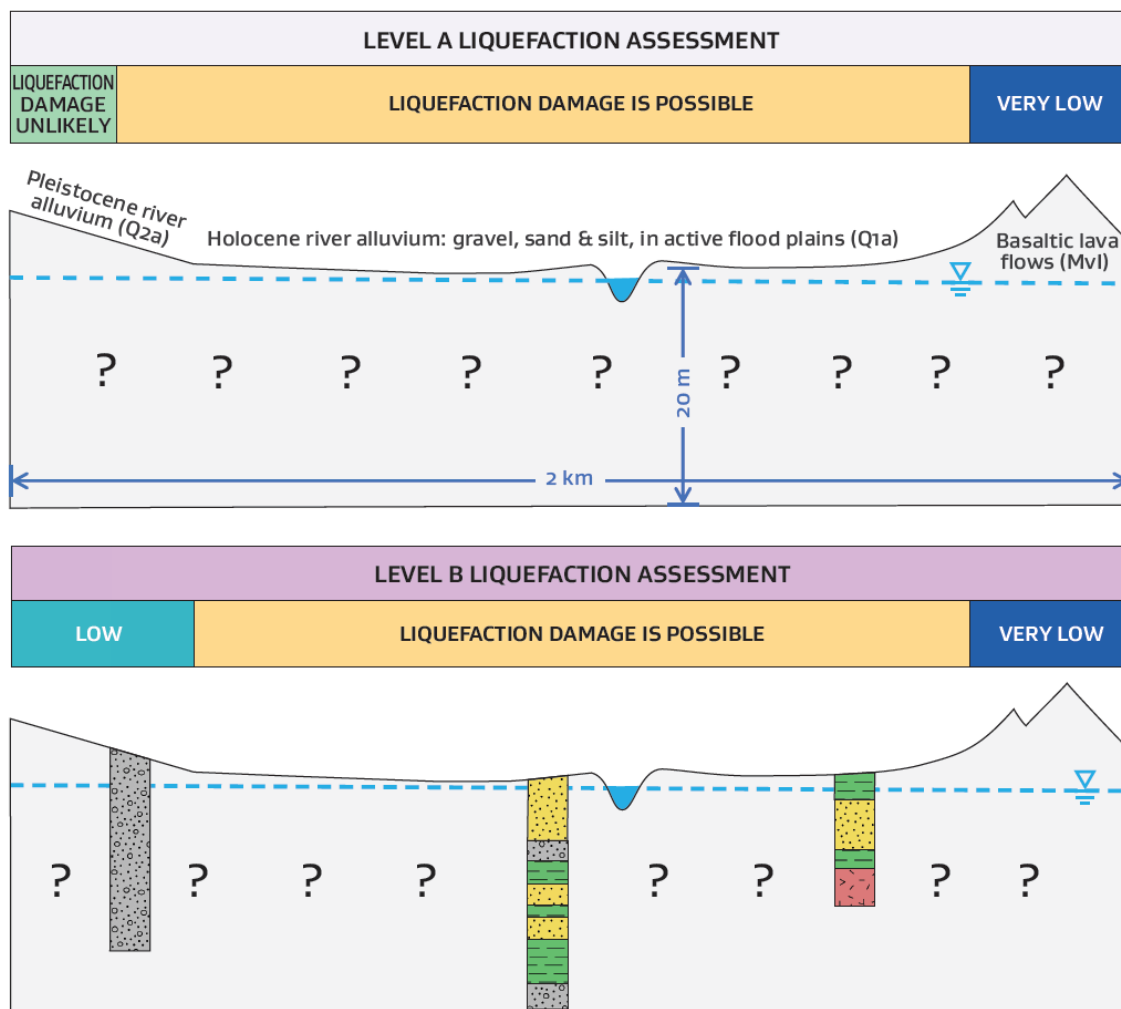 LEVEL A LIQUEFACTION ASSESSMENT
LIQUEFACTION
DAMAGE
UNLIKELY
LIQUEFACTION DAMAGE IS POSSIBLE
VERY LOW
Pleistocene river
alluvium (Q2a)
Holocene river alluvium: gravel, sand & silt, in active flood plains (Q1a)
Basaltic lava
flows (Mvl)
? ? ? ? ? ? ? ? ?
20 m
2 km
LEVEL B LIQUEFACTION ASSESSMENT
LOW
LIQUEFACTION DAMAGE IS POSSIBLE
VERY LOW
? ? ? ? ? ? ? ?